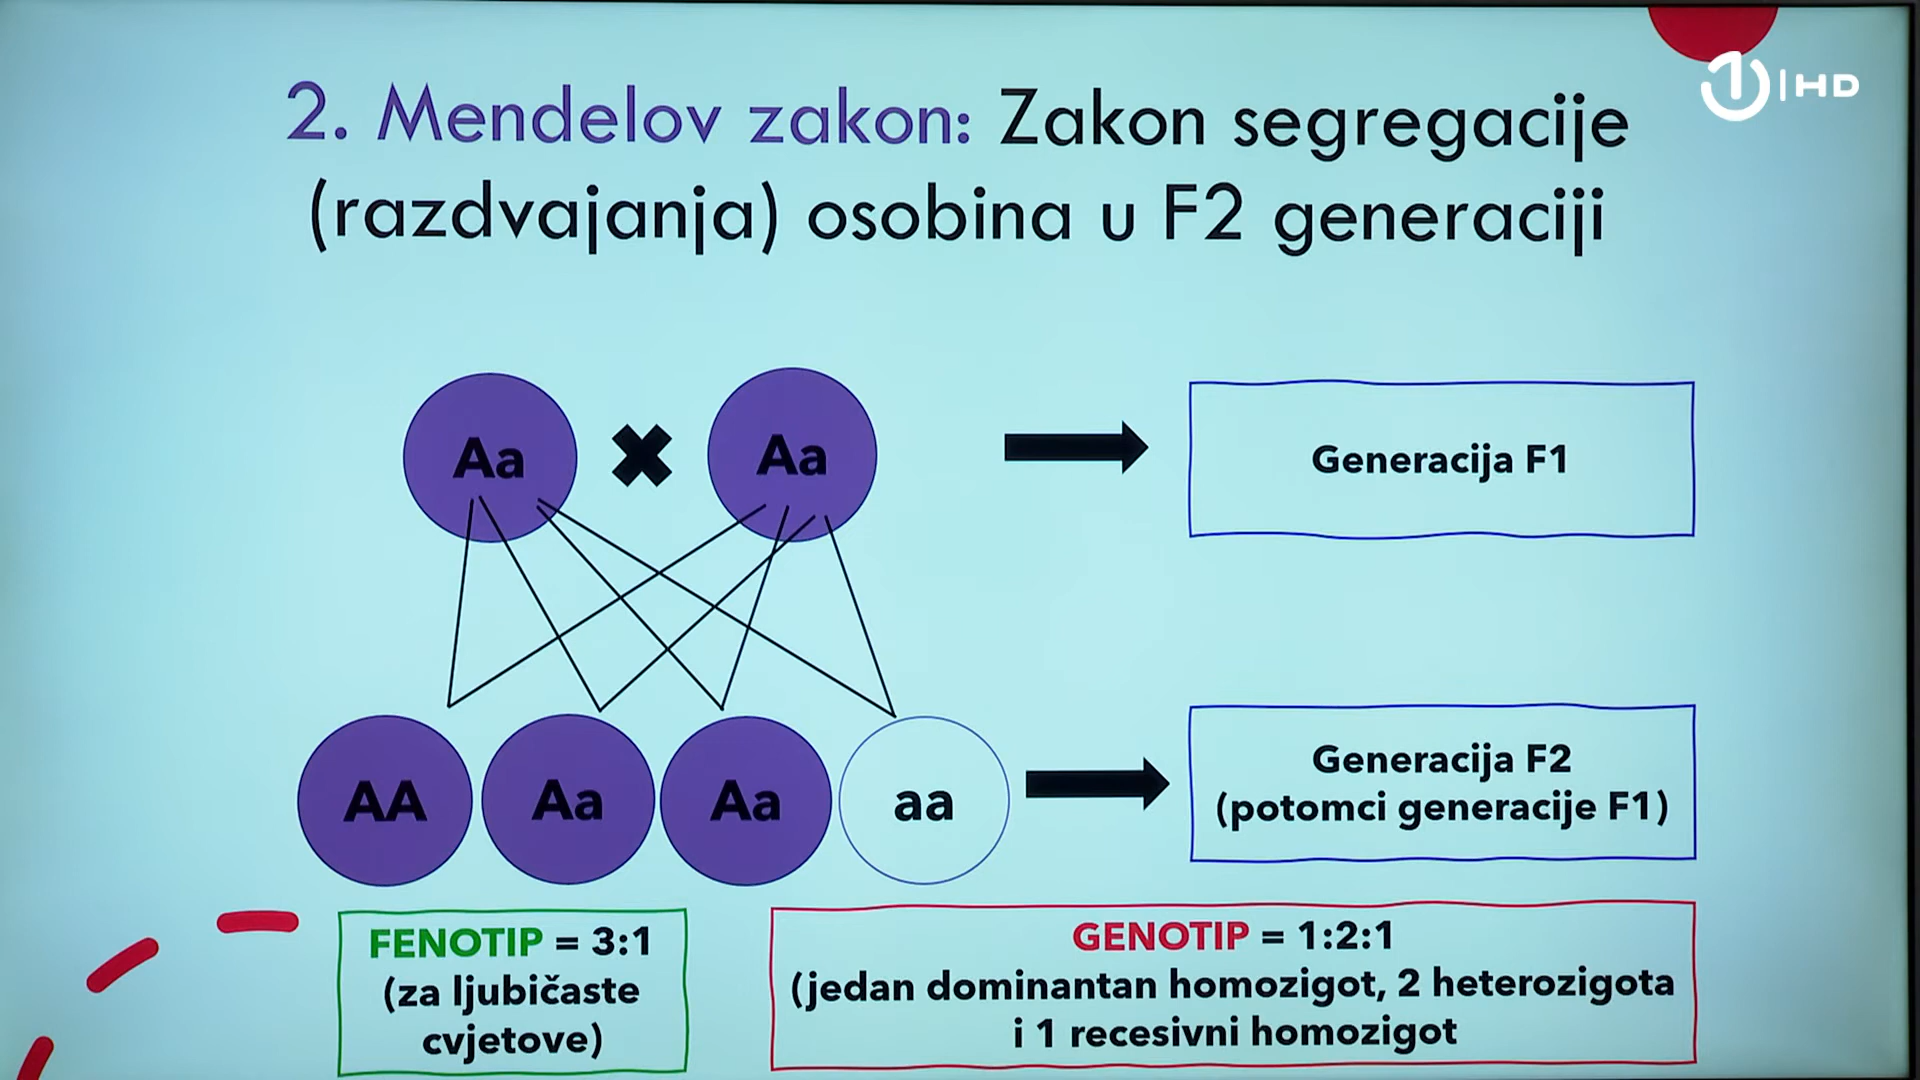 1 HD
2. Mendelov zakon: Zakon segregacije
(razdvajanja) osobina u F2 generaciji
Aa
Aa
Generacija F1
AA
Aa
Aa
aa
Generacija F2
(potomci generacije F1)
FENOTIP = 3:1
(za ljubičaste
cvjetove)
GENOTIP = 1:2:1
(jedan dominantan homozigot, 2 heterozigota
i 1 recesivni homozigot